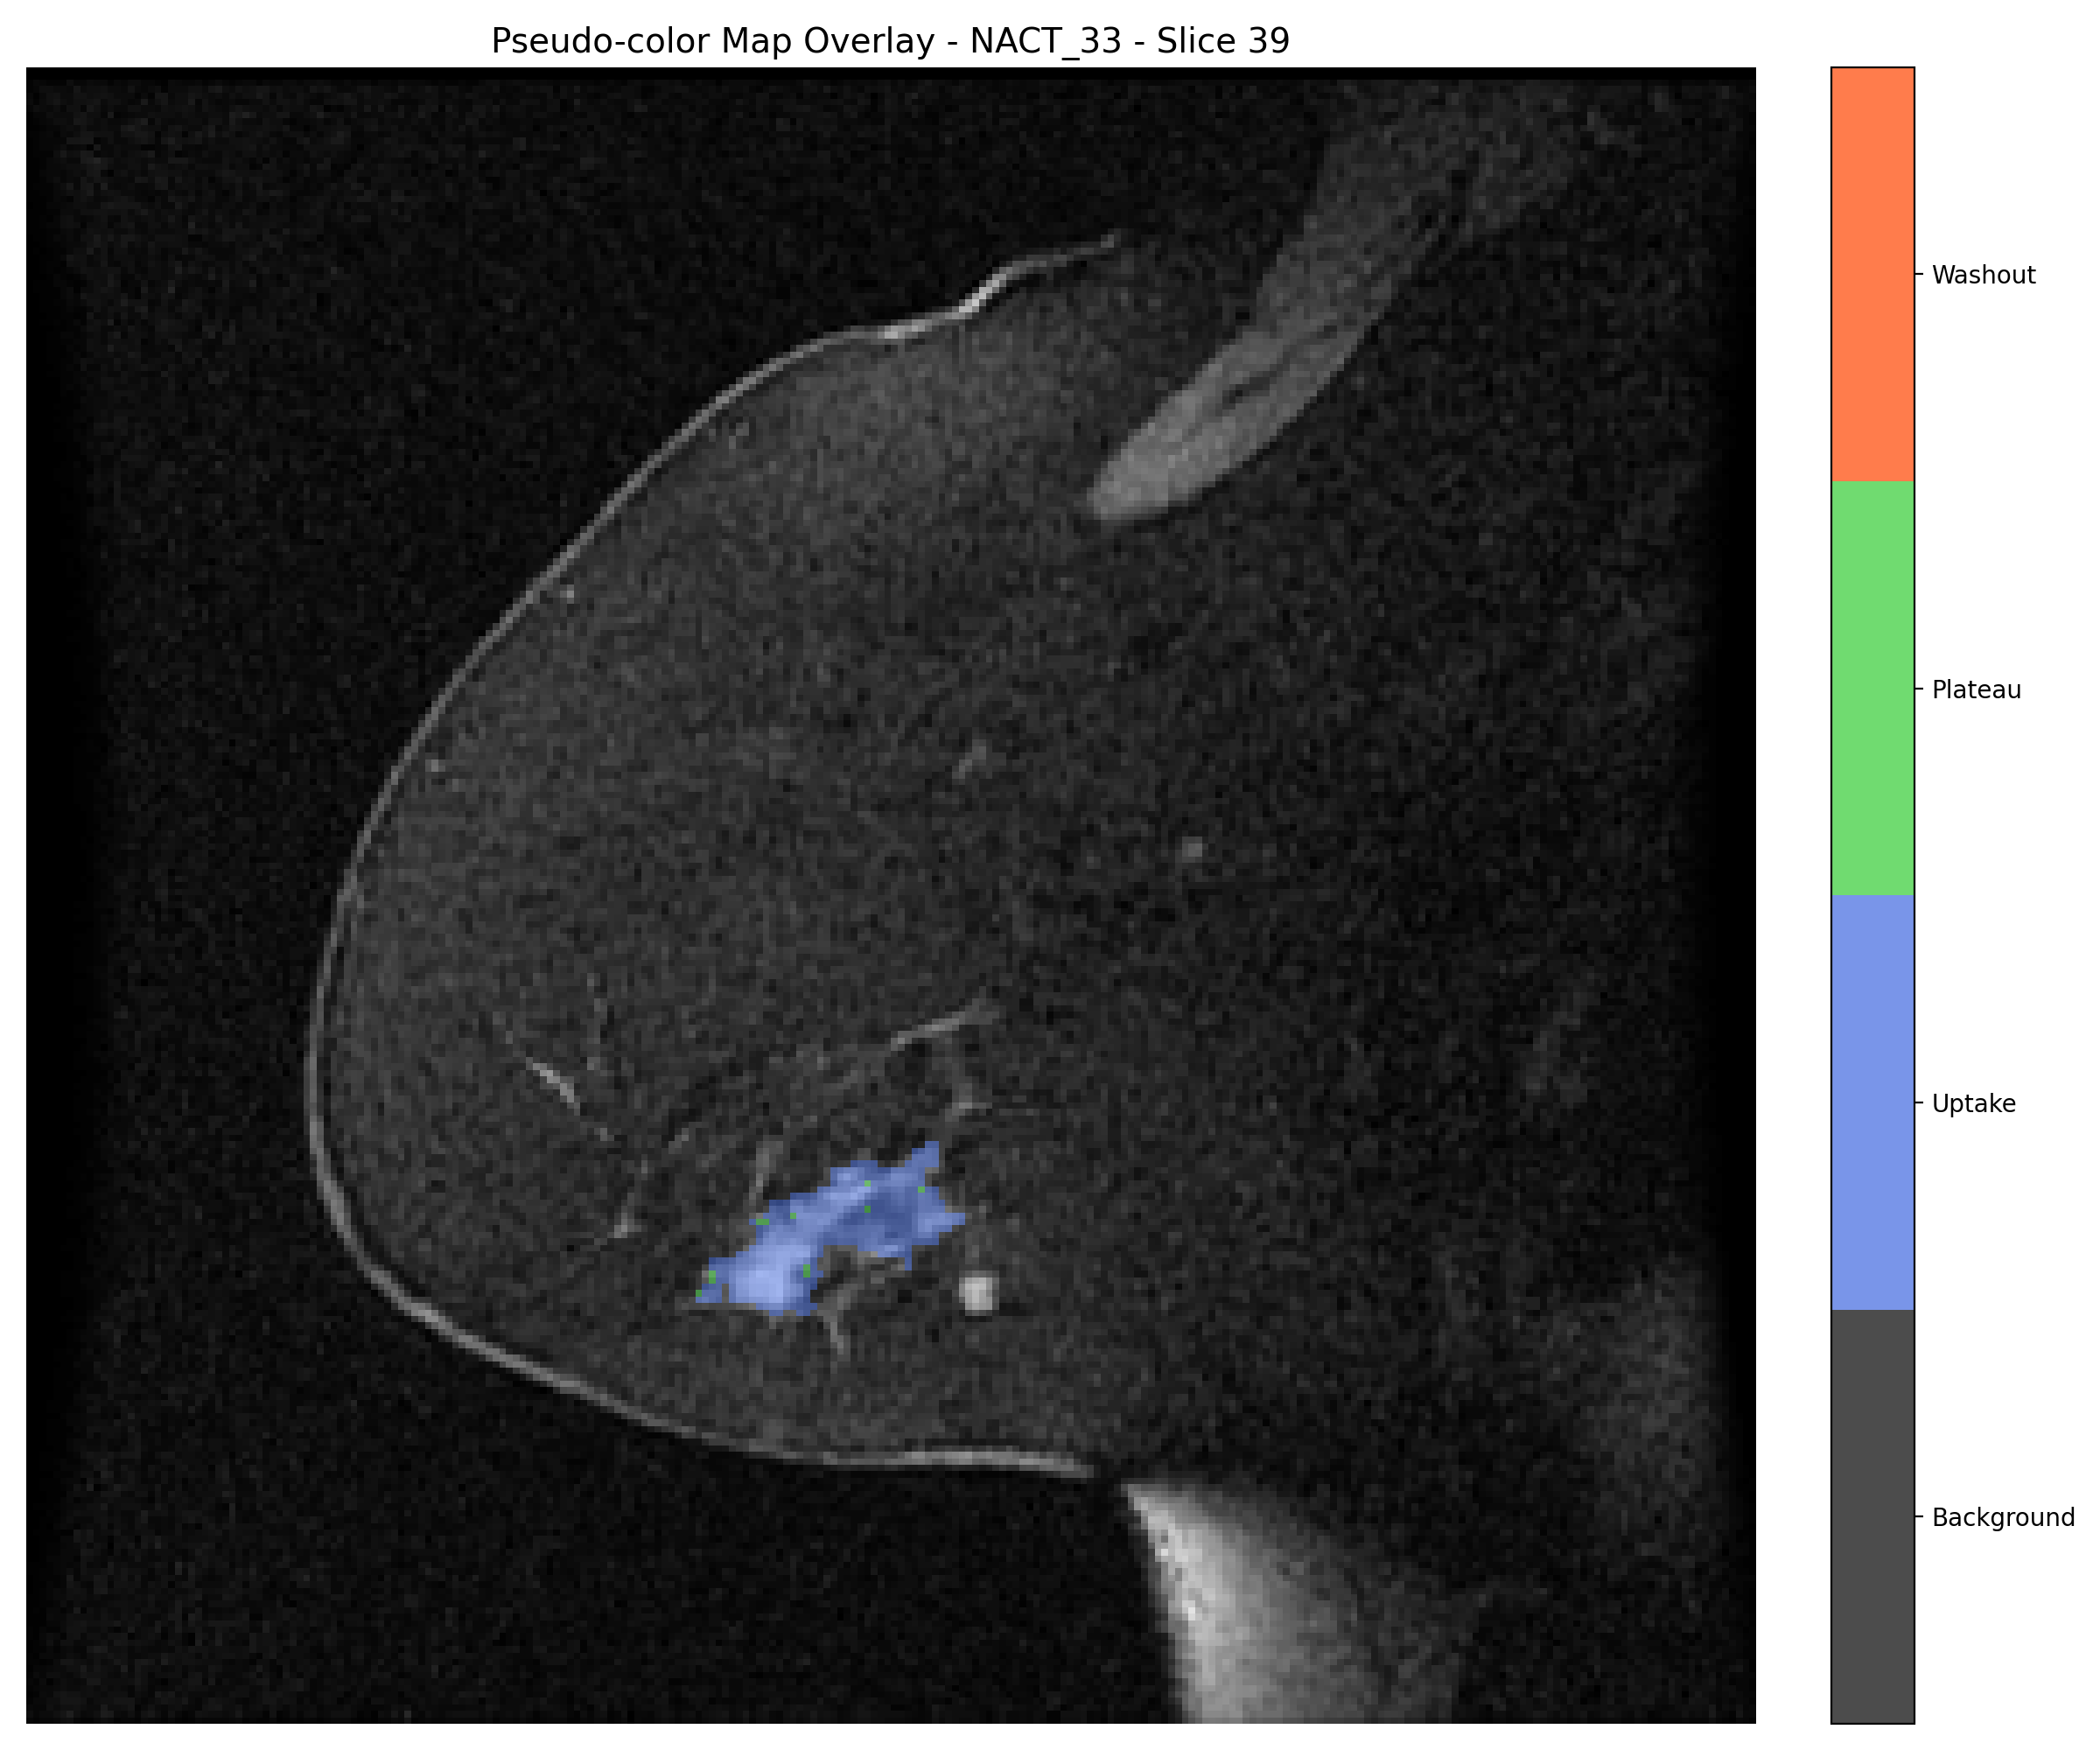 Pseudo-color Map Overlay - NACT_33 - Slice 39
Washout
Plateau
Uptake
Background